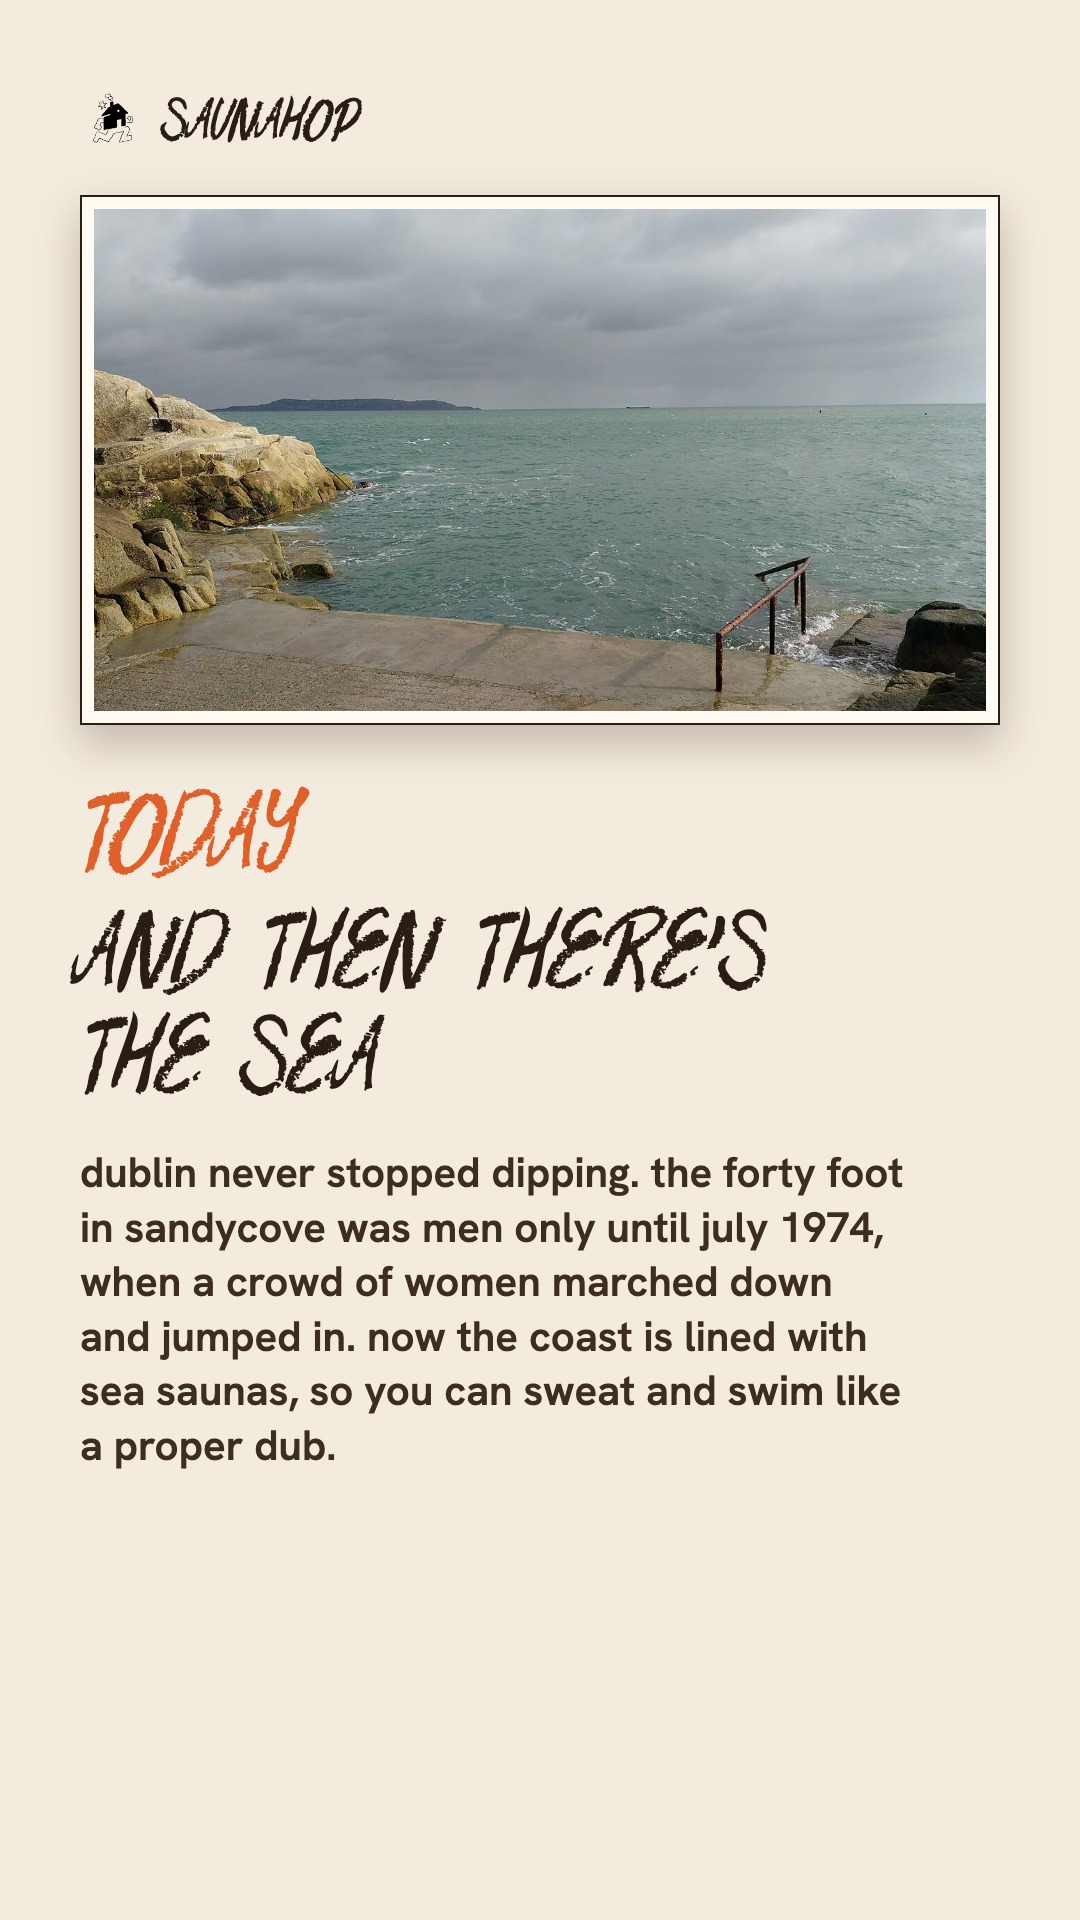 SAUNAHOP
TODAY
AND THEN THERE'S
THE SEA
dublin never stopped dipping. the forty foot
in sandycove was men only until july 1974,
when a crowd of women marched down
and jumped in. now the coast is lined with
sea saunas, so you can sweat and swim like
a proper dub.